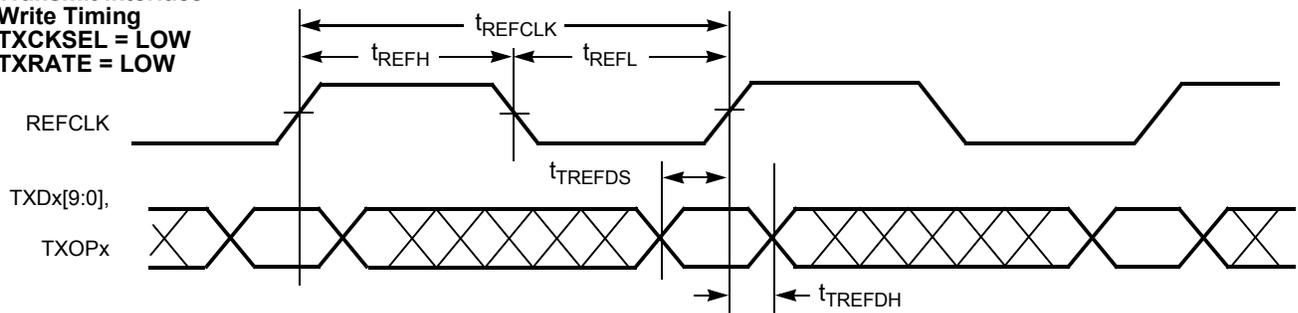 Write Timing
TXCKSEL = LOW
TXRATE = LOW
tREFCLK
tREFH
tREFL
REFCLK
tTREFDS
TXDx[9:0],
TXOPx
tTREFDH